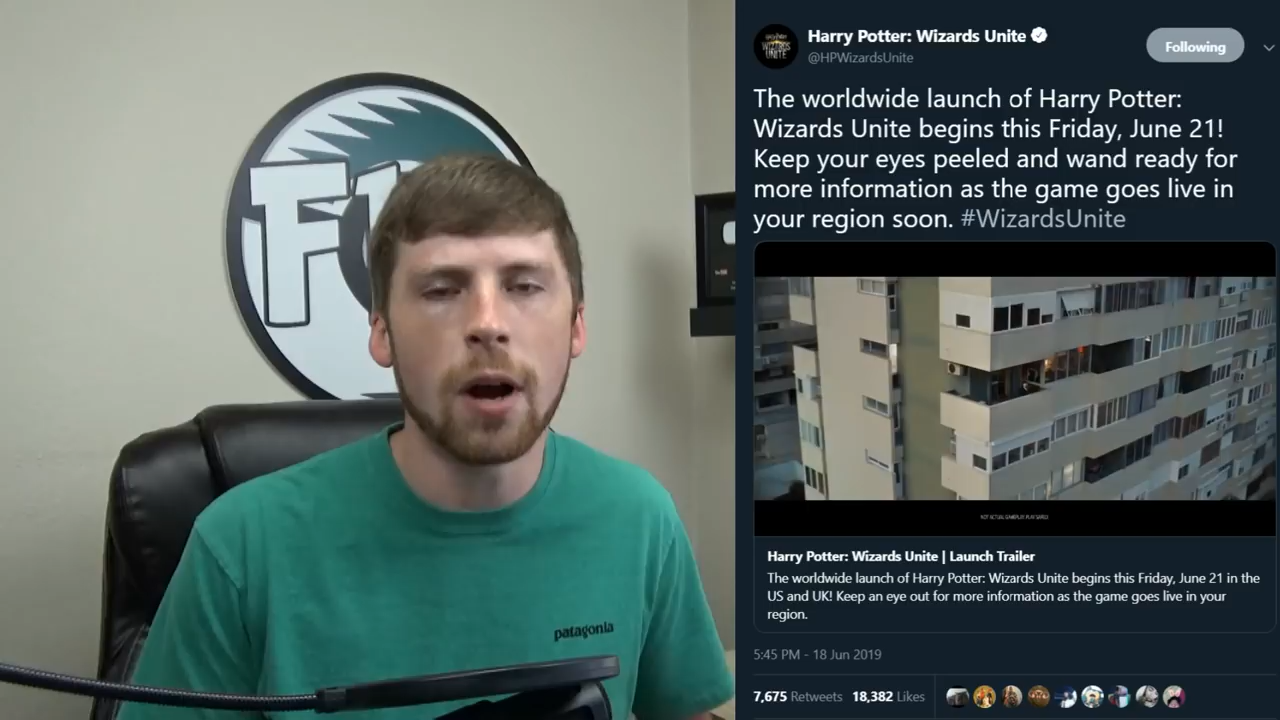 F
patagonia
Harry Potter: Wizards Unite
@HPWizardsUnite
Following
The worldwide launch of Harry Potter:
Wizards Unite begins this Friday, June 21!
Keep your eyes peeled and wand ready for
more information as the game goes live in
your region soon. #WizardsUnite
Harry Potter: Wizards Unite | Launch Trailer
The worldwide launch of Harry Potter: Wizards Unite begins this Friday, June 21 in the
US and UK! Keep an eye out for more information as the game goes live in your
region.
5:45 PM - 18 Jun 2019
7,675 Retweets 18,382 Likes